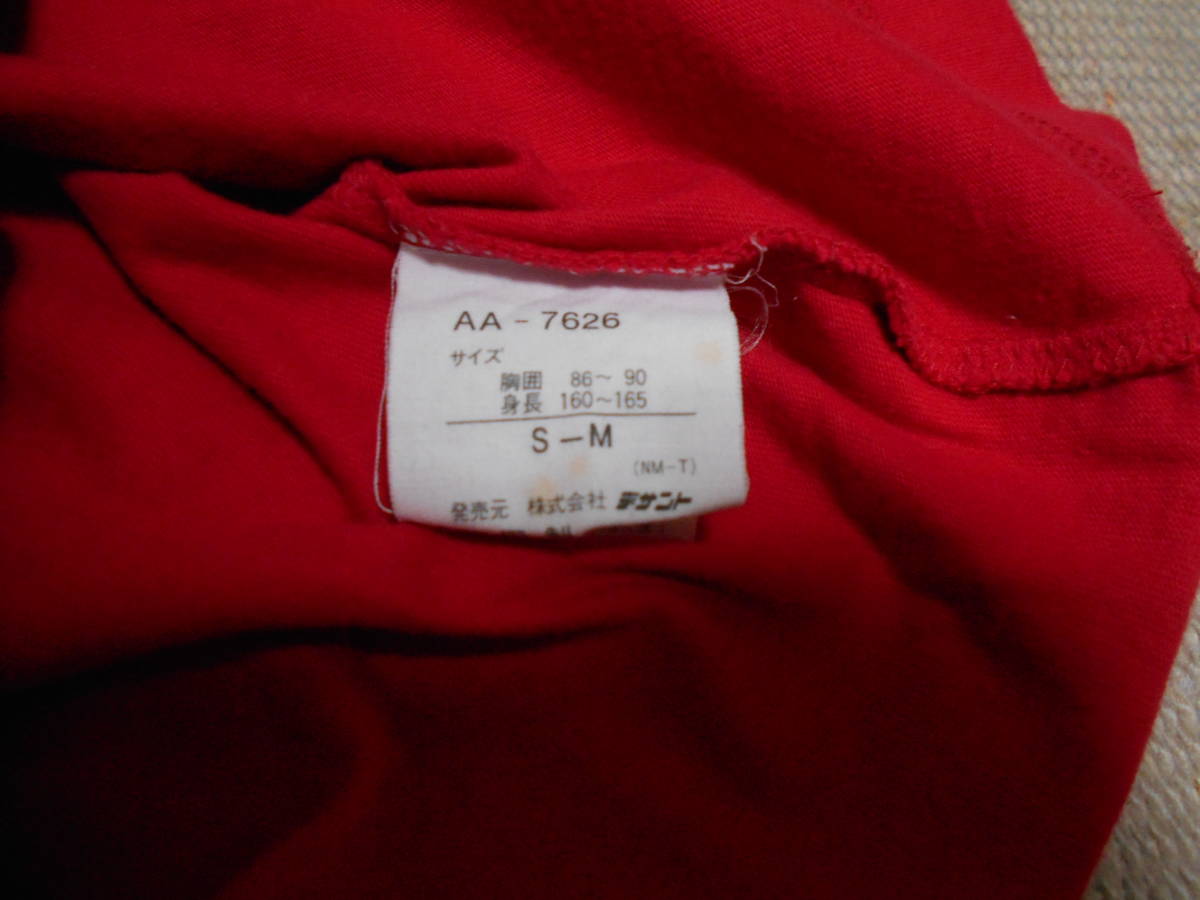 AA-7626
サイズ
胸囲 86〜90
身長 160〜165
S-M
(NM-T)
発売元 株式会社 デサント